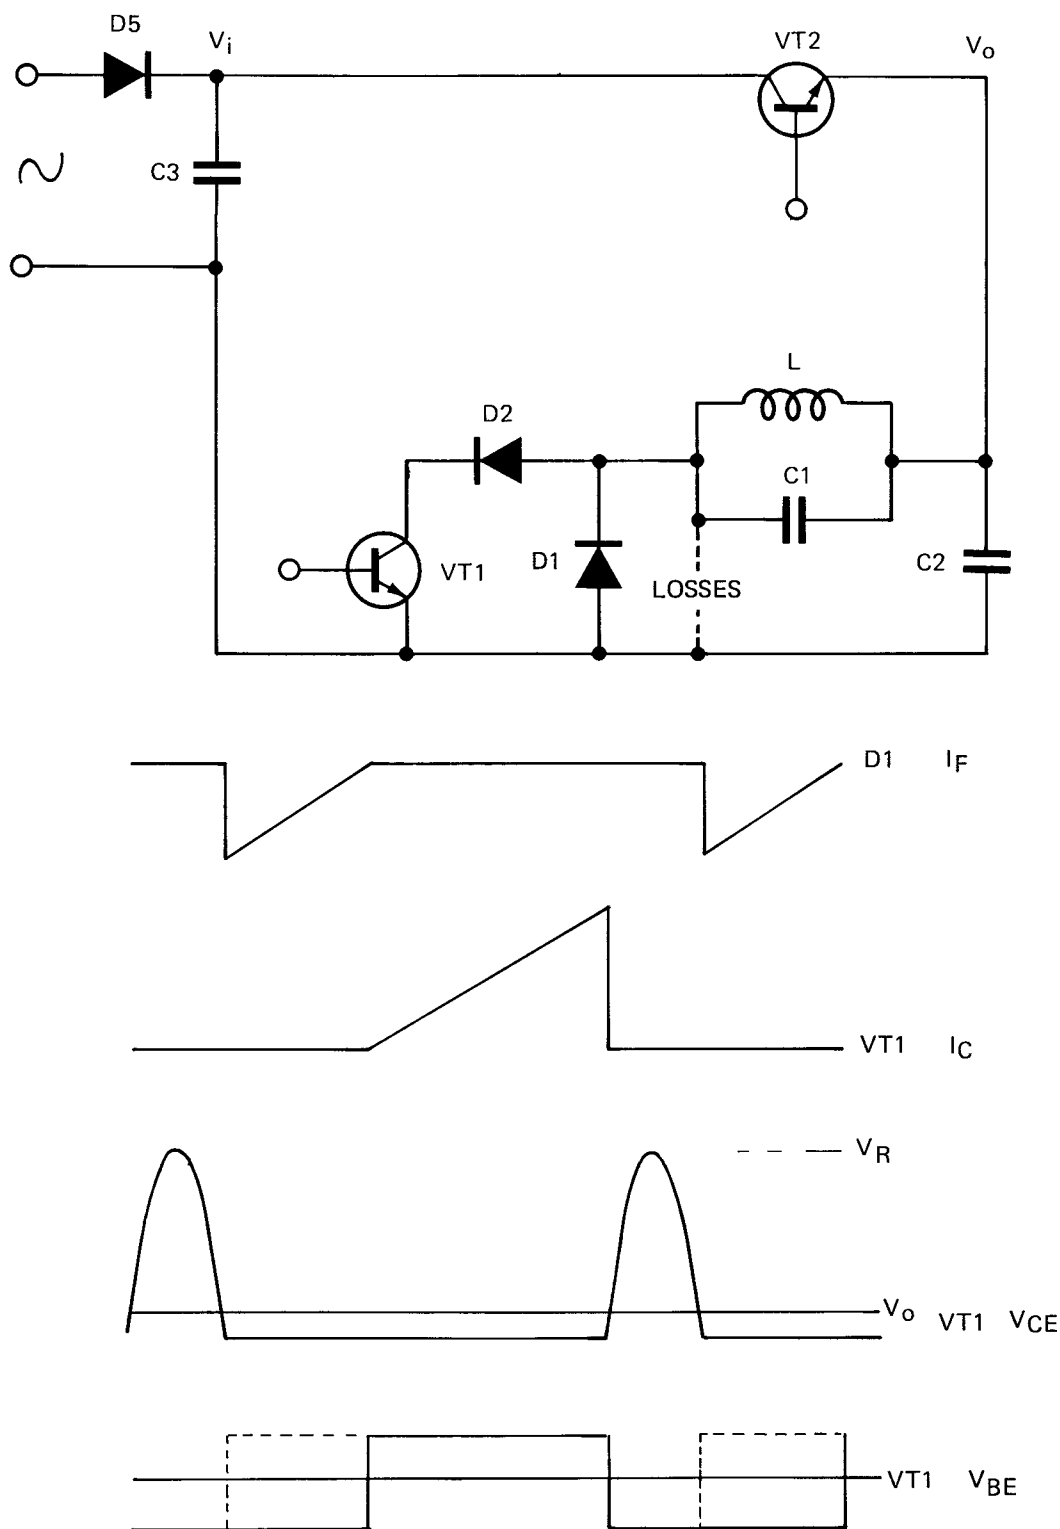 D5
Vi
VT2
Vo
C3
L
D2
C1
VT1
D1
C2
LOSSES
D1 IF
VT1 IC
VR
Vo VT1 VCE
VT1 VBE